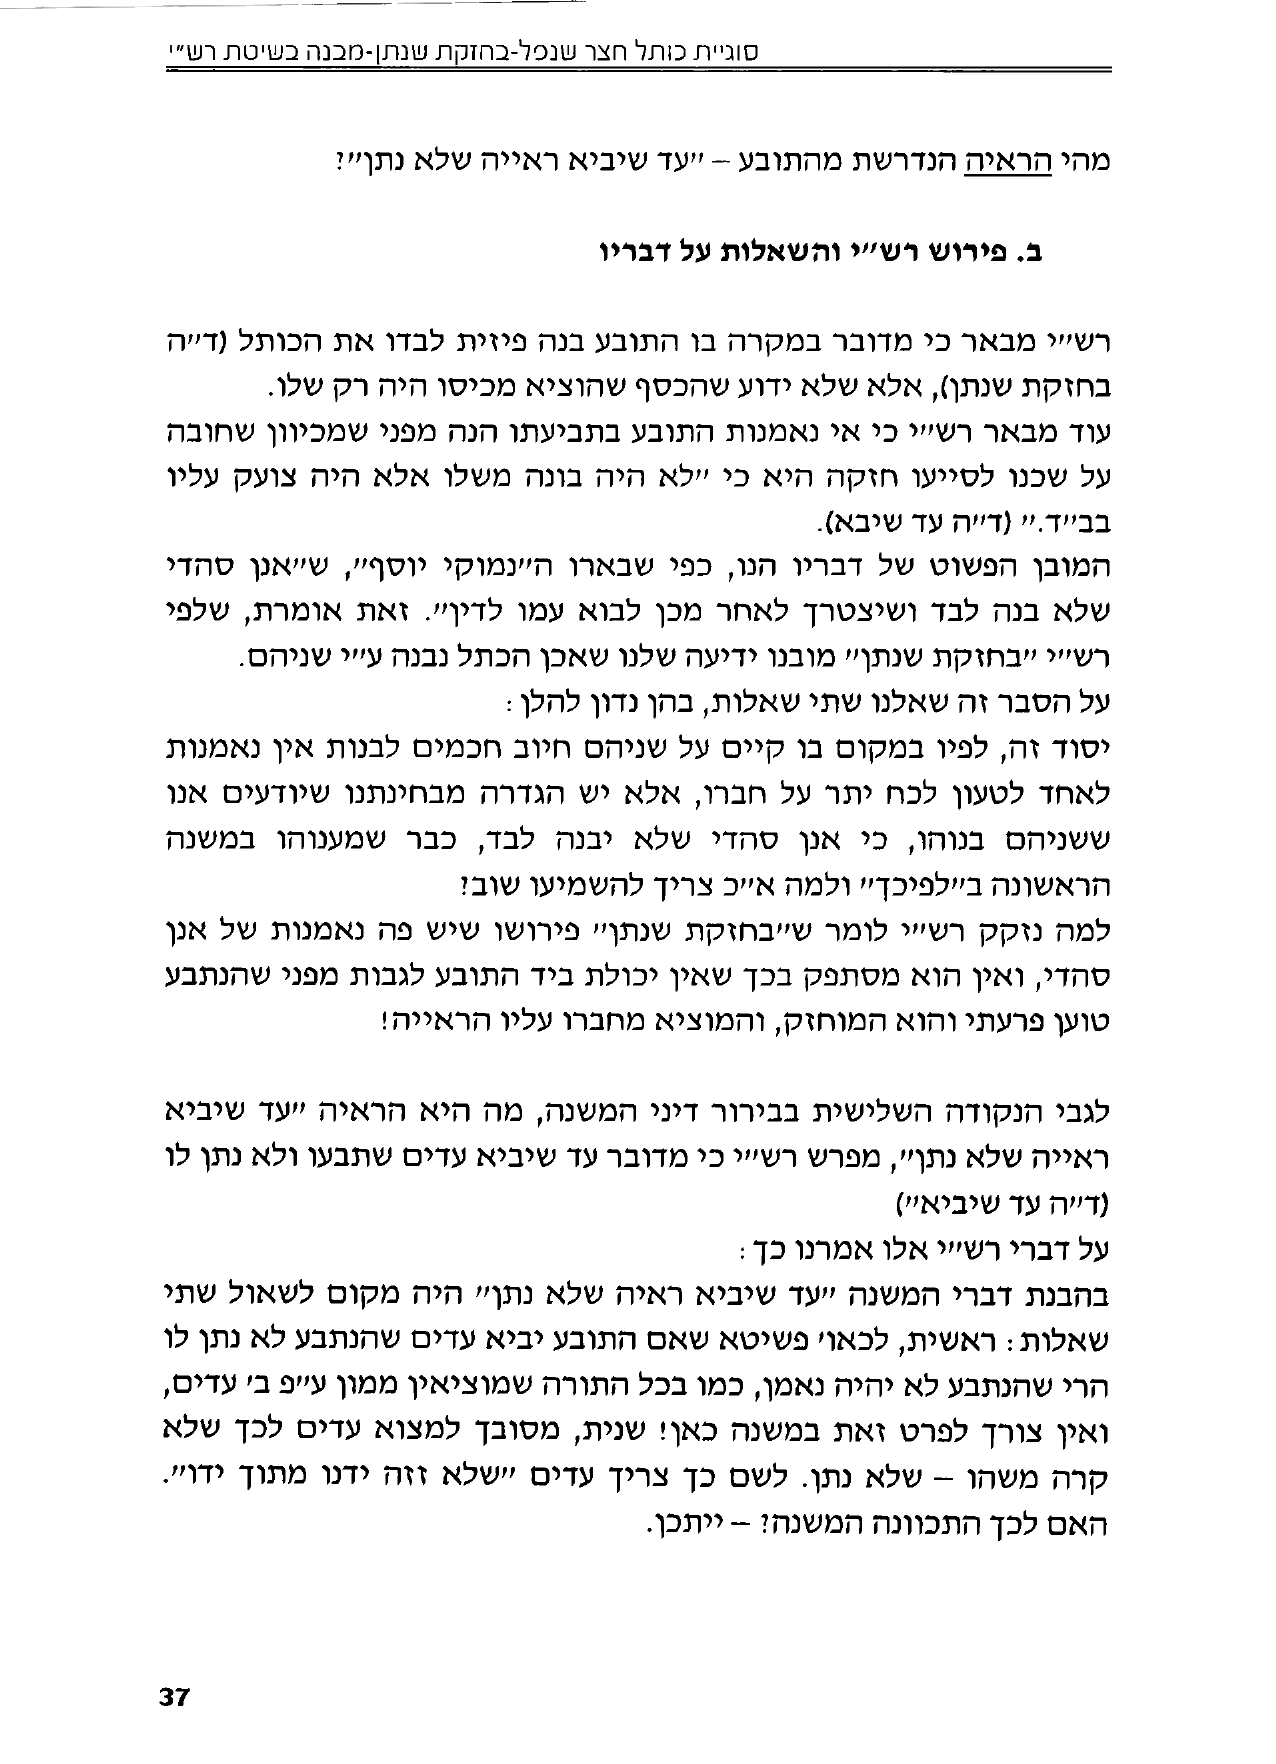 סוגיית כותל חצר שנפל-בחזקת שנתן-מבנה בשיטת רש"י
מהי הראיה הנדרשת מהתובע – "עד שיביא ראייה שלא נתן"?
ב. פירוש רש"י והשאלות על דבריו
רש"י מבאר כי מדובר במקרה בו התובע בנה פיזית לבדו את הכותל (ד"ה
בחזקת שנתן), אלא שלא ידוע שהכסף שהוציא מכיסו היה רק שלו.
עוד מבאר רש"י כי אי נאמנות התובע בתביעתו הנה מפני שמכיוון שחובה
על שכנו לסייעו חזקה היא כי "לא היה בונה משלו אלא היה צועק עליו
בב"ד." (ד"ה עד שיבא).
המובן הפשוט של דבריו הנו, כפי שבארו ה"נמוקי יוסף", ש"אנן סהדי
שלא בנה לבד ושיצטרך לאחר מכן לבוא עמו לדין". זאת אומרת, שלפי
רש"י "בחזקת שנתן" מובנו ידיעה שלנו שאכן הכתל נבנה ע"י שניהם.
על הסבר זה שאלנו שתי שאלות, בהן נדון להלן:
יסוד זה, לפיו במקום בו קיים על שניהם חיוב חכמים לבנות אין נאמנות
לאחד לטעון לכח יתר על חברו, אלא יש הגדרה מבחינתנו שיודעים אנו
ששניהם בנוהו, כי אנן סהדי שלא יבנה לבד, כבר שמענוהו במשנה
הראשונה ב"לפיכך" ולמה א"כ צריך להשמיעו שוב?
למה נזקק רש"י לומר ש"בחזקת שנתן" פירושו שיש פה נאמנות של אנן
סהדי, ואין הוא מסתפק בכך שאין יכולת ביד התובע לגבות מפני שהנתבע
טוען פרעתי והוא המוחזק, והמוציא מחברו עליו הראייה!
לגבי הנקודה השלישית בבירור דיני המשנה, מה היא הראיה "עד שיביא
ראייה שלא נתן", מפרש רש"י כי מדובר עד שיביא עדים שתבעו ולא נתן לו
(ד"ה עד שיביא")
על דברי רש"י אלו אמרנו כך:
בהבנת דברי המשנה "עד שיביא ראיה שלא נתן" היה מקום לשאול שתי
שאלות: ראשית, לכאו' פשיטא שאם התובע יביא עדים שהנתבע לא נתן לו
הרי שהנתבע לא יהיה נאמן, כמו בכל התורה שמוציאין ממון ע"פ ב' עדים,
ואין צורך לפרט זאת במשנה כאן! שנית, מסובך למצוא עדים לכך שלא
קרה משהו – שלא נתן. לשם כך צריך עדים "שלא זזה ידנו מתוך ידו".
האם לכך התכוונה המשנה? – ייתכן.
37